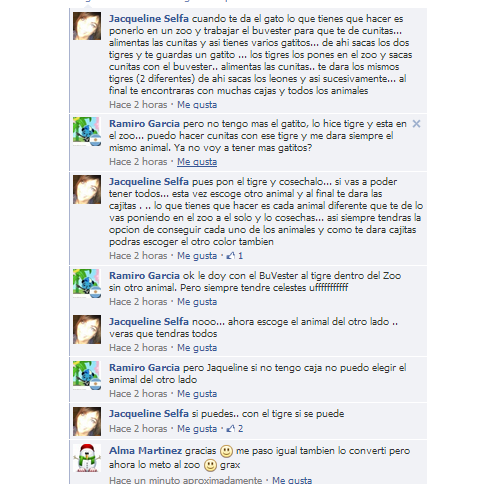 Jacqueline Selfa cuando te da el gato lo que tienes que hacer es
ponerlo en un zoo y trabajar el buvester para que te de cunitas...
alimentas las cunitas y asi tienes varios gatitos... de ahi sacas los dos
tigres y te guardas un gatito ... los tigres los pones en el zoo y sacas
cunitas con el buvester.. alimentas las cunitas.. te dara los mismos
tigres (2 diferentes) de ahi sacas los leones y asi sucesivamente... al
final te encontraras con muchas cajas y todos los animales
Hace 2 horas · Me gusta
Ramiro Garcia pero no tengo mas el gatito, lo hice tigre y esta en
el zoo... puedo hacer cunitas con ese tigre y me dara siempre el
mismo animal. Ya no voy a tener mas gatitos?
Hace 2 horas · Me gusta
Jacqueline Selfa pues pon el tigre y cosechalo... si vas a poder
tener todos... esta vez escoge otro animal y al final te dara las
cajitas . .. lo que tienes que hacer es cada animal diferente que te de lo
vas poniendo en el zoo a el solo y lo cosechas... asi siempre tendras la
opcion de conseguir cada uno de los animales y como te dara cajitas
podras escoger el otro color tambien
Hace 2 horas · Me gusta · 1
Ramiro Garcia ok le doy con el BuVester al tigre dentro del Zoo
sin otro animal. Pero siempre tendre celestes ufffffffffff
Hace 2 horas · Me gusta
Jacqueline Selfa nooo... ahora escoge el animal del otro lado ..
veras que tendras todos
Hace 2 horas · Me gusta
Ramiro Garcia pero Jaqueline si no tengo caja no puedo elegir el
animal del otro lado
Hace 2 horas · Me gusta
Jacqueline Selfa si puedes.. con el tigre si se puede
Hace 2 horas · Me gusta · 2
Alma Martinez gracias me paso igual tambien lo converti pero
ahora lo meto al zoo grax
Hace un minuto aproximadamente · Me gusta